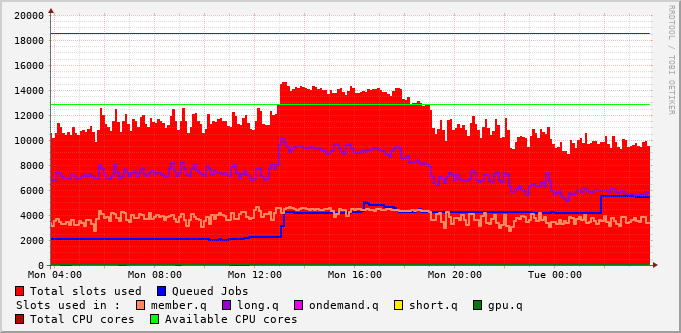 20000
18000
16000
14000
12000
10000
8000
6000
4000
2000
0
Mon 04:00 Mon 08:00 Mon 12:00 Mon 16:00 Mon 20:00 Tue 00:00
Total slots used Queued Jobs
Slots used in : member.q long.q ondemand.q short.q gpu.q
Total CPU cores Available CPU cores
RRDTOOL / TOBI OETIKER